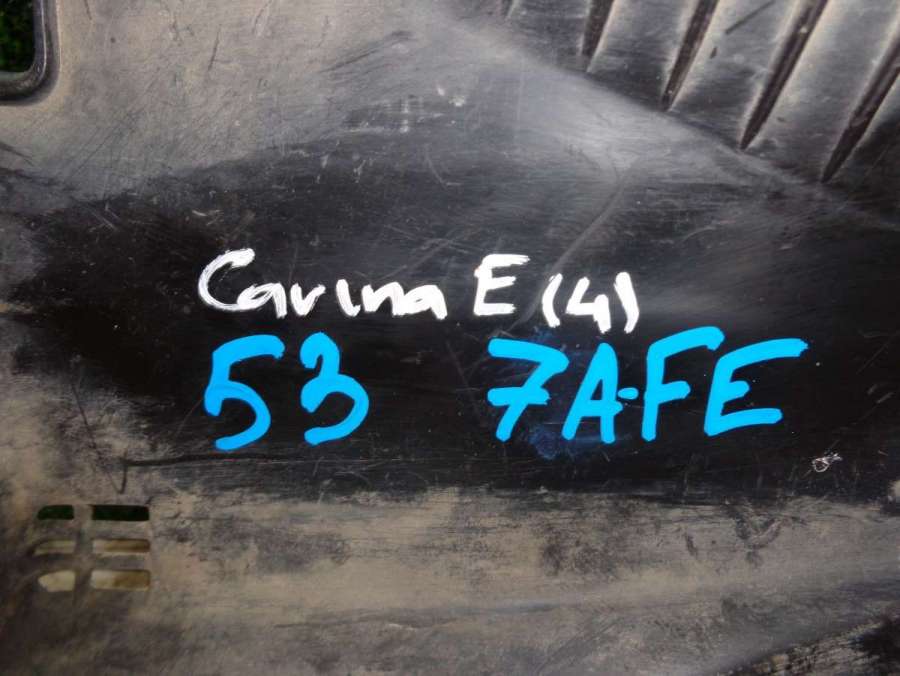 Carina E (4)
53 7A-FE